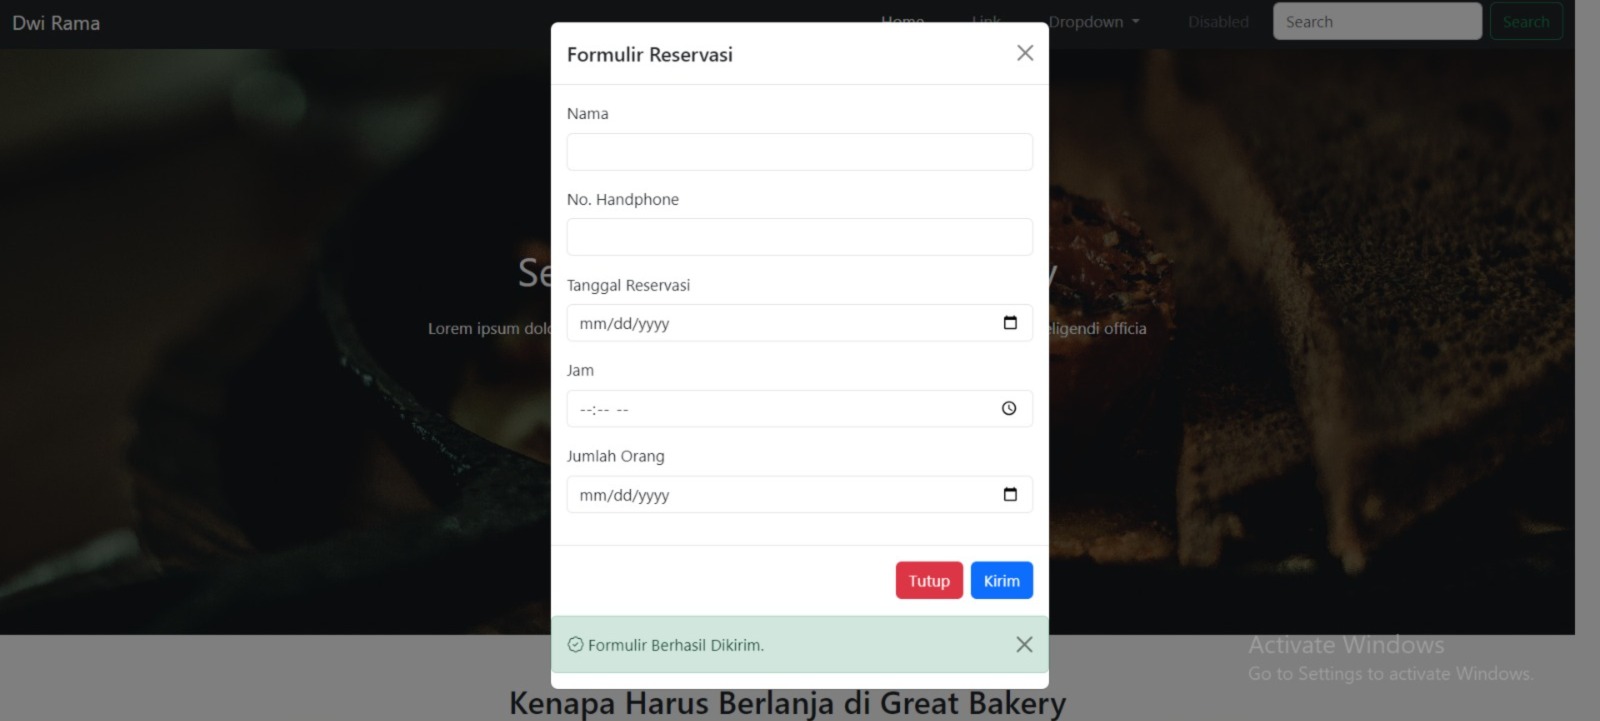 Dwi Rama
Home Link Dropdown Disabled Search Search
Formulir Reservasi
Nama
No. Handphone
Tanggal Reservasi
mm/dd/yyyy
Jam
--:-- --
Jumlah Orang
mm/dd/yyyy
Se y
Lorem ipsum dolo eligendi officia
Tutup Kirim
Formulir Berhasil Dikirim.
Activate Windows
Go to Settings to activate Windows.
Kenapa Harus Berlanja di Great Bakery